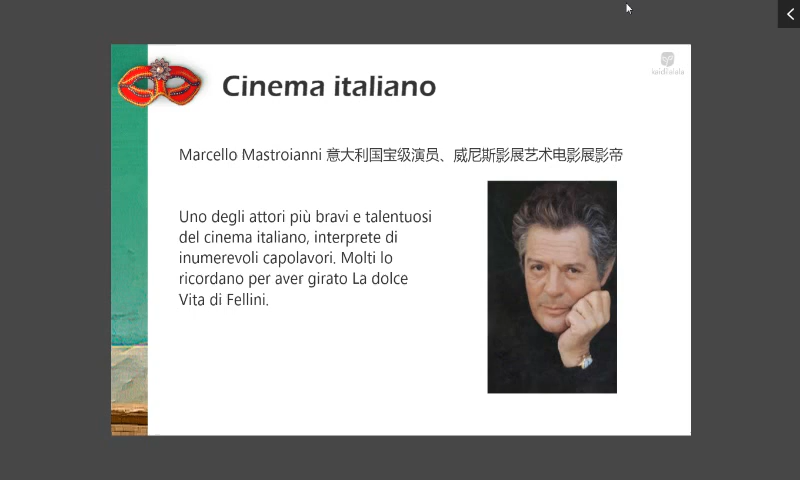 Cinema italiano
Marcello Mastroianni 意大利国宝级演员、威尼斯影展艺术电影展影帝
Uno degli attori più bravi e talentuosi
del cinema italiano, interprete di
inumerevoli capolavori. Molti lo
ricordano per aver girato La dolce
Vita di Fellini.